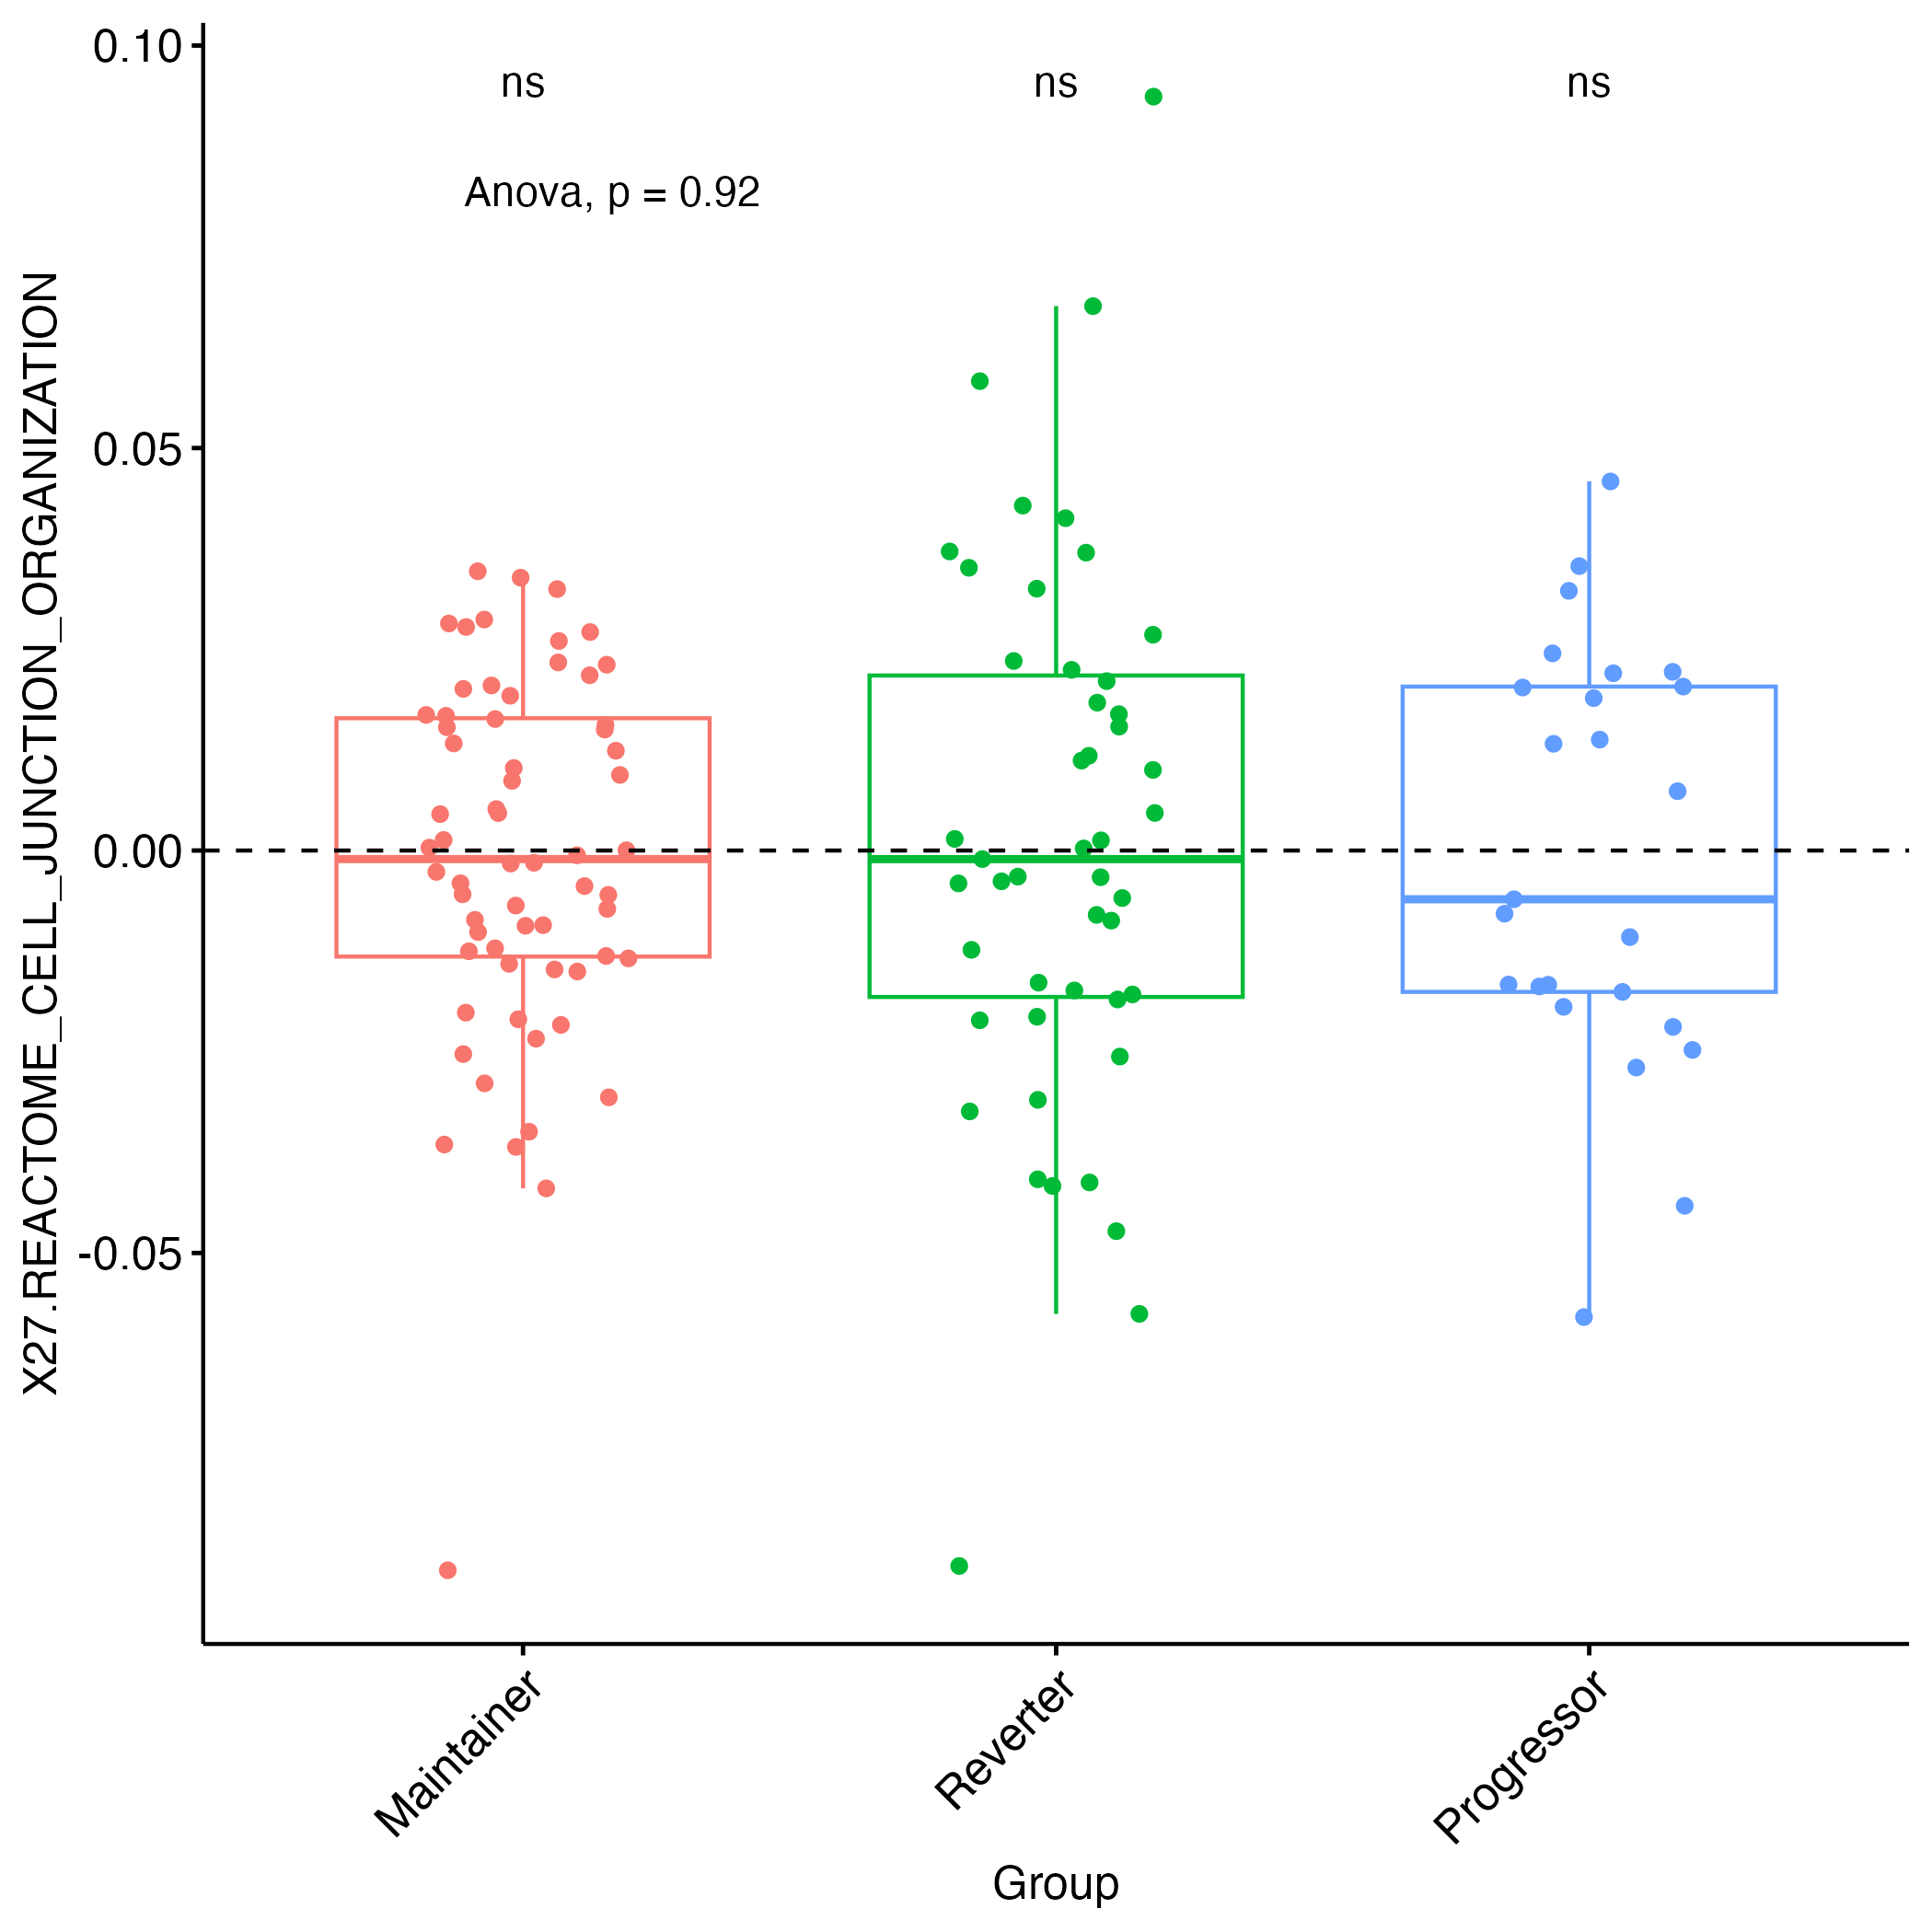 0.10
0.05
0.00
-0.05
X27.REACTOME_CELL_JUNCTION_ORGANIZATION
ns
ns
ns
Anova, p = 0.92
Maintainer
Reverter
Progressor
Group